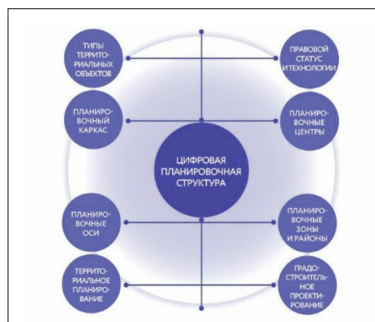 ТИПЫ
ТЕРРИТО-
РИАЛЬНЫХ
ОБЪЕКТОВ
ПРАВОВОЙ
СТАТУС
И ТЕХНОЛОГИИ
ПЛАНИРО-
ВОЧНЫЙ
КАРКАС
ПЛАНИРО-
ВОЧНЫЕ
ЦЕНТРЫ
ЦИФРОВАЯ
ПЛАНИРОВОЧНАЯ
СТРУКТУРА
ПЛАНИРО-
ВОЧНЫЕ
ОСИ
ПЛАНИРО-
ВОЧНЫЕ
ЗОНЫ
И РАЙОНЫ
ТЕРРИТО-
РИАЛЬНОЕ
ПЛАНИРО-
ВАНИЕ
ГРАДО-
СТРОИТЕЛЬ-
НОЕ
ПРОЕКТИ-
РОВАНИЕ